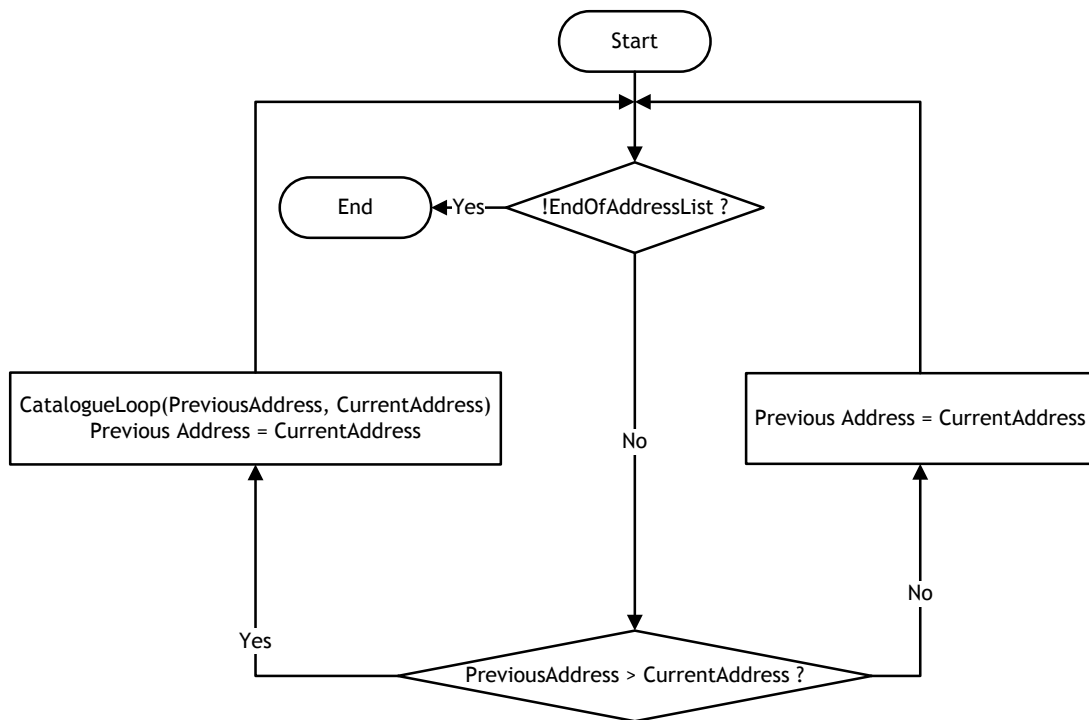 Start
End
Yes
!EndOfAddressList ?
CatalogueLoop(PreviousAddress, CurrentAddress)
Previous Address = CurrentAddress
No
Previous Address = CurrentAddress
Yes
No
PreviousAddress > CurrentAddress ?